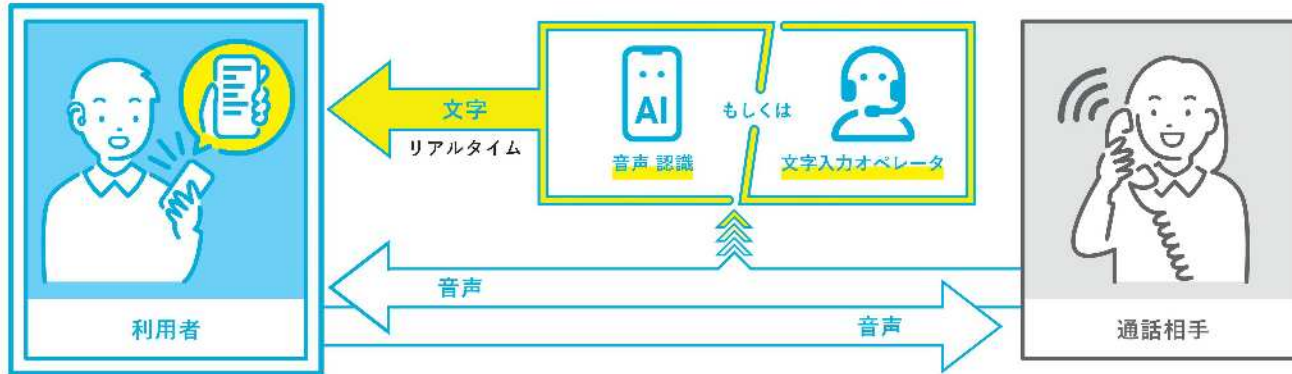 文字
リアルタイム
AI
もしくは
音声 認識
文字入力オペレータ
音声
音声
利用者
通話相手